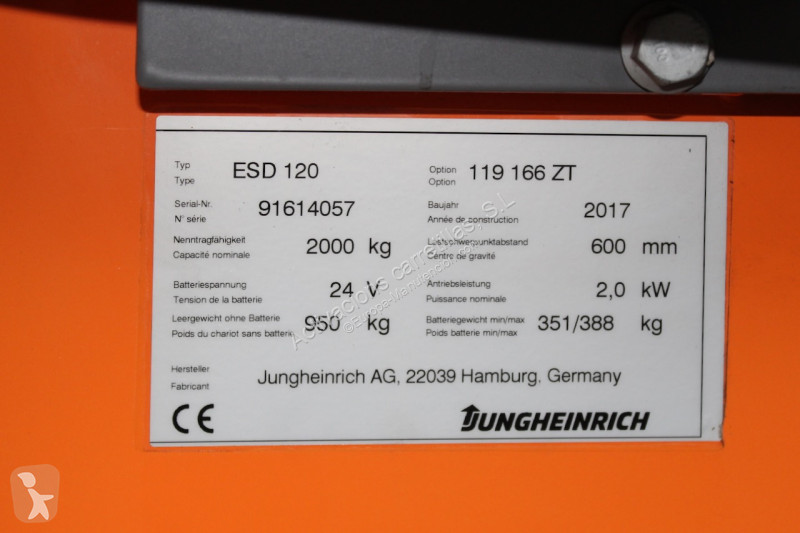 Typ
Type
ESD 120
Option
Option
119 166 ZT
Serial-Nr.
N° série
91614057
Baujahr
Année de construction
2017
Nenntragfähigkeit
Capacité nominale
2000 kg
Lastschwerpunktabstand
Centre de gravité
600 mm
Batteriespannung
Tension de la batterie
24 V
Antriebsleistung
Puissance nominale
2,0 kW
Leergewicht ohne Batterie
Poids du chariot sans batterie
950 kg
Batteriegewicht min/max
Poids batterie min/max
351/388 kg
Hersteller
Fabricant
Jungheinrich AG, 22039 Hamburg, Germany
CE
JUNGHEINRICH